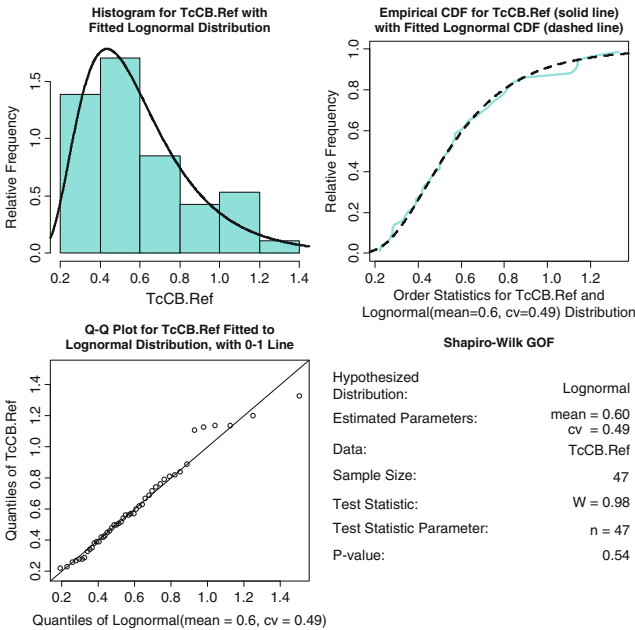 Histogram for TcCB.Ref with
Fitted Lognormal Distribution
Relative Frequency
0.0 0.5 1.0 1.5
0.2 0.4 0.6 0.8 1.0 1.2 1.4
TcCB.Ref
Empirical CDF for TcCB.Ref (solid line)
with Fitted Lognormal CDF (dashed line)
Relative Frequency
0.0 0.2 0.4 0.6 0.8 1.0
0.2 0.4 0.6 0.8 1.0 1.2
Order Statistics for TcCB.Ref and
Lognormal(mean=0.6, cv=0.49) Distribution
Q-Q Plot for TcCB.Ref Fitted to
Lognormal Distribution, with 0-1 Line
Quantiles of TcCB.Ref
0.2 0.4 0.6 0.8 1.0 1.2 1.4
0.2 0.4 0.6 0.8 1.0 1.2 1.4
Quantiles of Lognormal(mean = 0.6, cv = 0.49)
Shapiro-Wilk GOF
Hypothesized
Distribution: Lognormal
Estimated Parameters: mean = 0.60
cv = 0.49
Data: TcCB.Ref
Sample Size: 47
Test Statistic: W = 0.98
Test Statistic Parameter: n = 47
P-value: 0.54